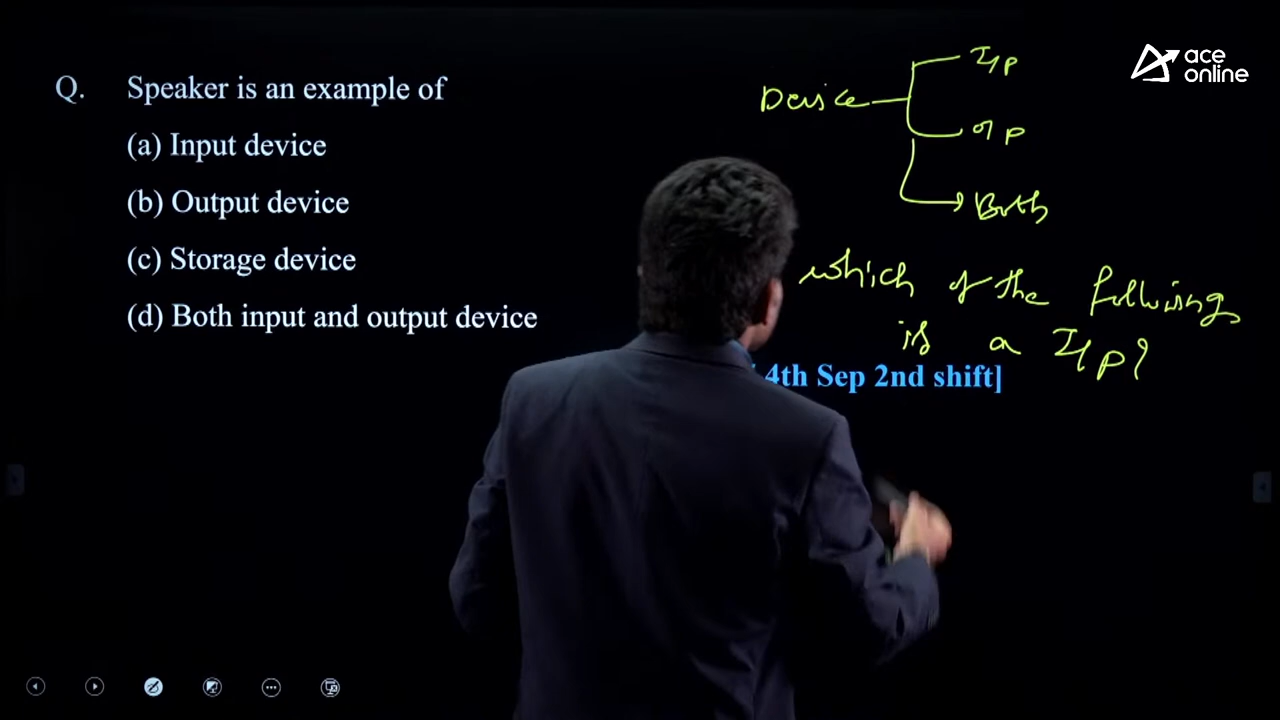 Q. Speaker is an example of
(a) Input device
(b) Output device
(c) Storage device
(d) Both input and output device
4th Sep 2nd shift]
Device
I/p
o/p
Both
which of the following
is a I/p?
ace
online